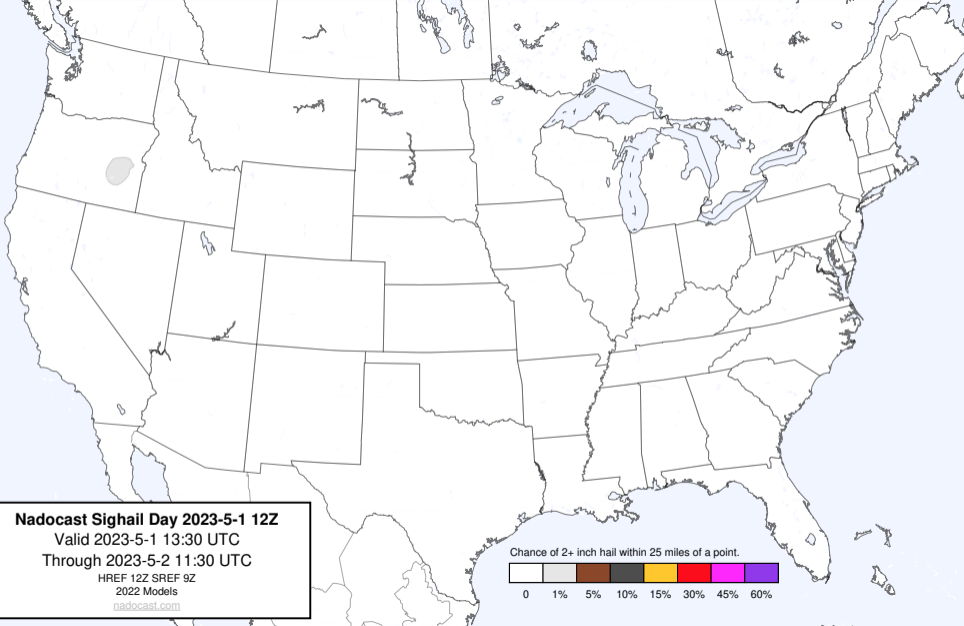 Nadocast Sighail Day 2023-5-1 12Z
Valid 2023-5-1 13:30 UTC
Through 2023-5-2 11:30 UTC
HREF 12Z SREF 9Z
2022 Models
nadocast.com
Chance of 2+ inch hail within 25 miles of a point.
0 1% 5% 10% 15% 30% 45% 60%